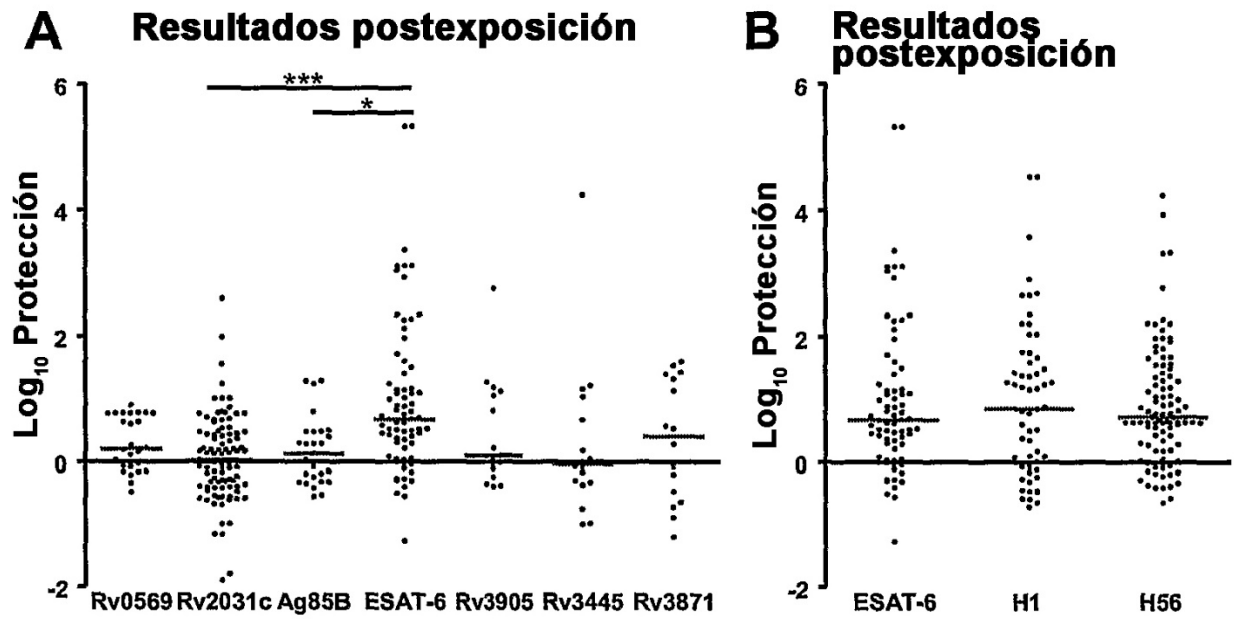 A Resultados postexposición
***
*
Log10 Protección
6
4
2
0
-2
Rv0569 Rv2031c Ag85B ESAT-6 Rv3905 Rv3445 Rv3871
B Resultados
postexposición
Log10 Protección
6
4
2
0
-2
ESAT-6 H1 H56